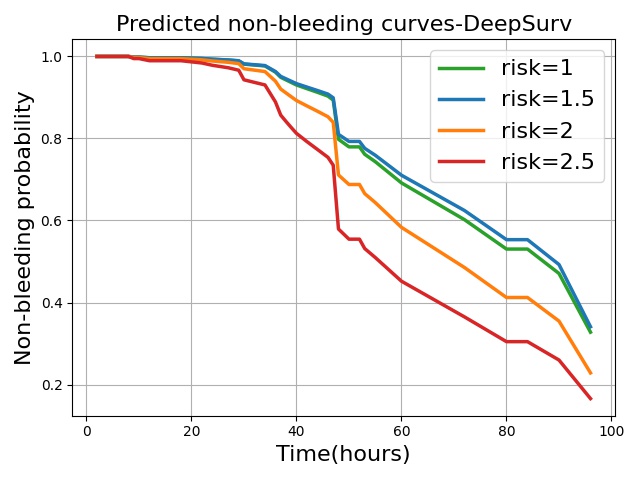 Predicted non-bleeding curves-DeepSurv
Non-bleeding probability
1.0
0.8
0.6
0.4
0.2
risk=1
risk=1.5
risk=2
risk=2.5
0 20 40 60 80 100
Time(hours)